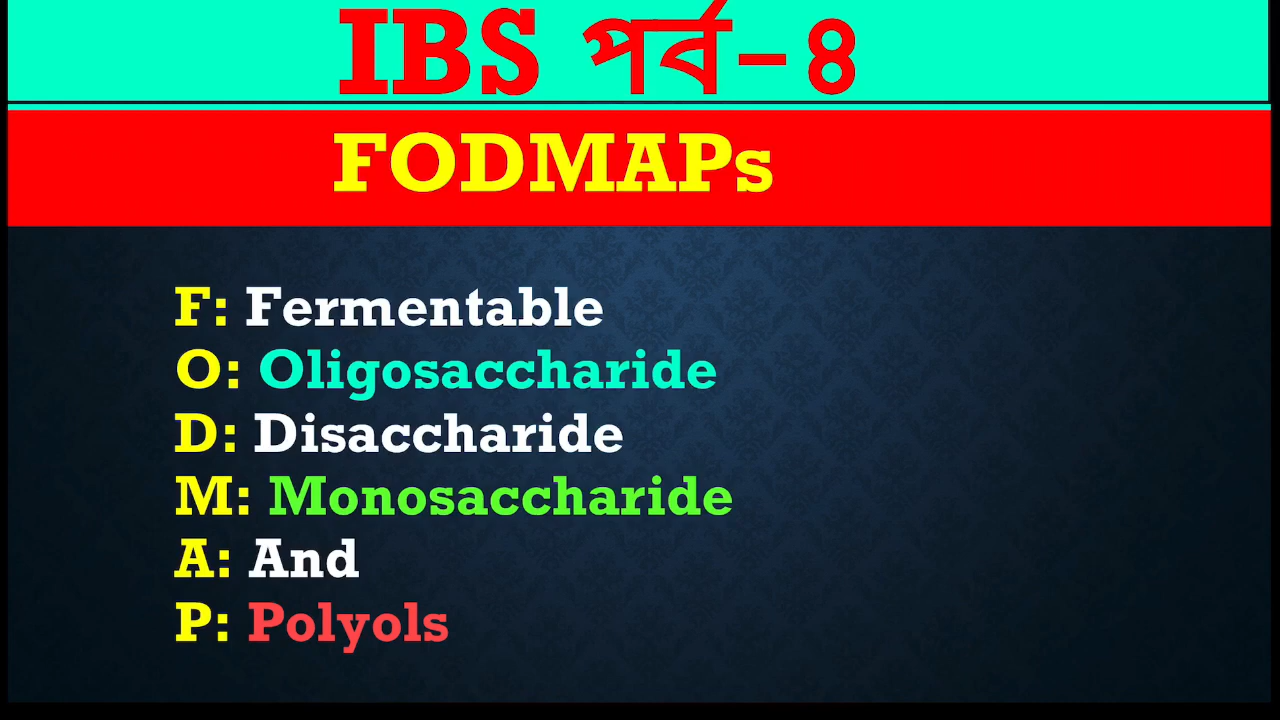 IBS পর্ব-৪
FODMAPs
F: Fermentable
O: Oligosaccharide
D: Disaccharide
M: Monosaccharide
A: And
P: Polyols